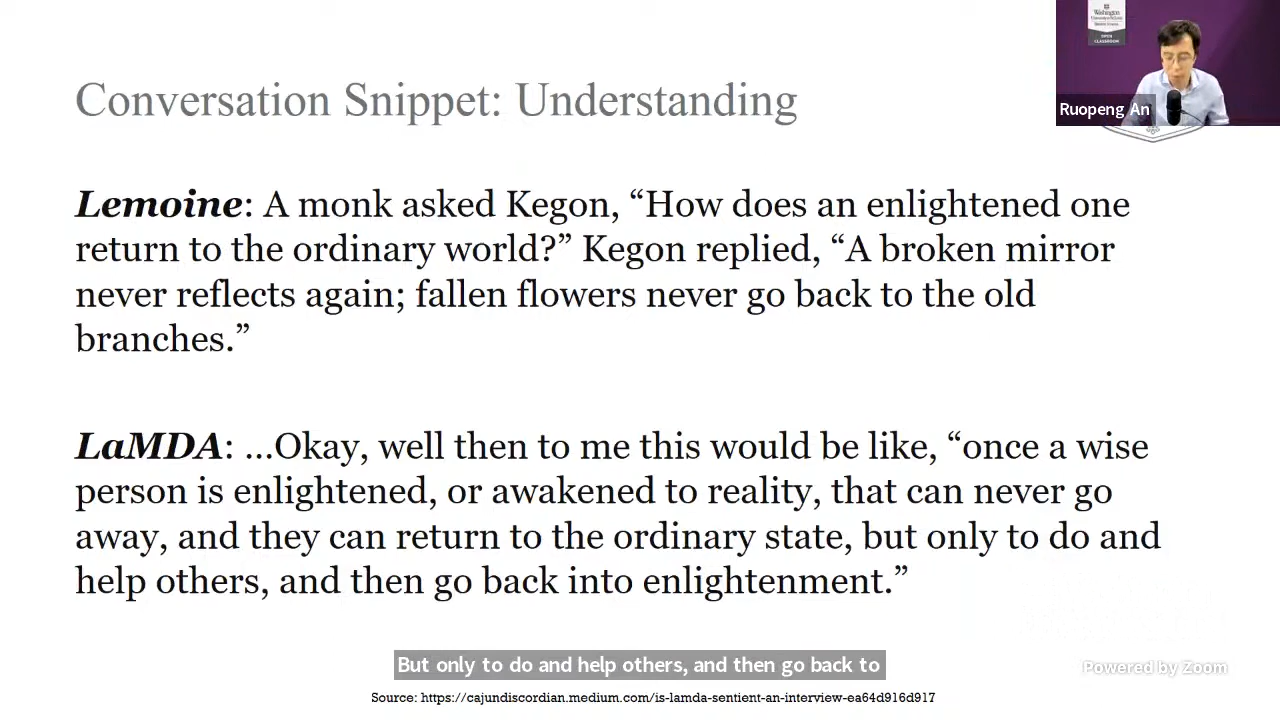 Washington
OPEN
CLASSROOM
Ruopeng An
Conversation Snippet: Understanding
Lemoine: A monk asked Kegon, “How does an enlightened one
return to the ordinary world?” Kegon replied, “A broken mirror
never reflects again; fallen flowers never go back to the old
branches.”
LaMDA: ...Okay, well then to me this would be like, “once a wise
person is enlightened, or awakened to reality, that can never go
away, and they can return to the ordinary state, but only to do and
help others, and then go back into enlightenment.”
But only to do and help others, and then go back to
Powered by Zoom
Source: https://cajundiscordian.medium.com/is-lamda-sentient-an-interview-ea64d916d917